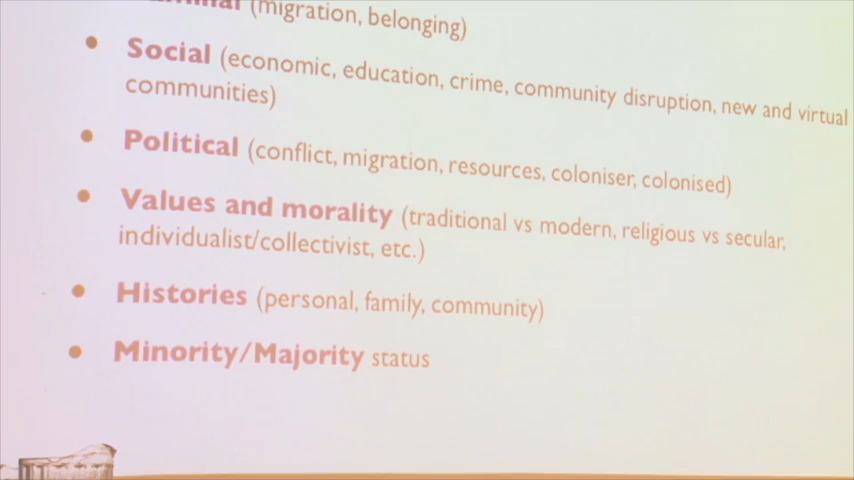 (migration, belonging)
• Social (economic, education, crime, community disruption, new and virtual
communities)
• Political (conflict, migration, resources, coloniser, colonised)
• Values and morality (traditional vs modern, religious vs secular,
individualist/collectivist, etc.)
• Histories (personal, family, community)
• Minority/Majority status